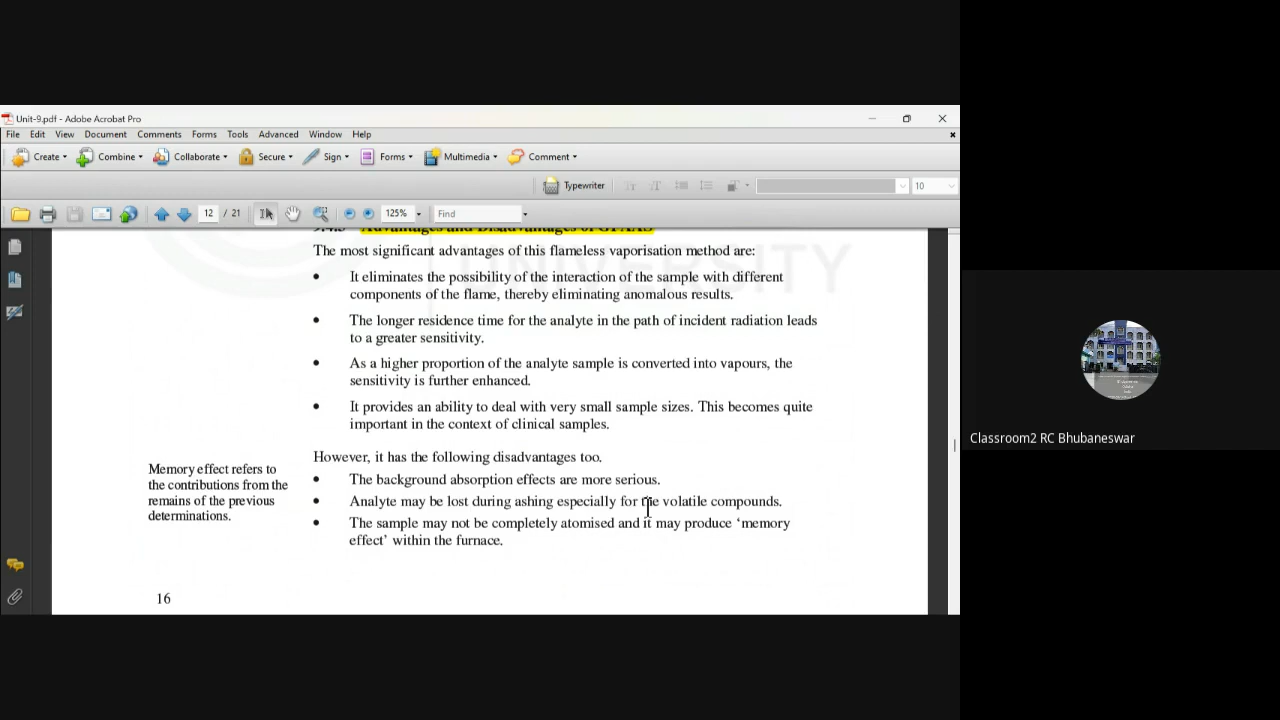 Unit-9.pdf - Adobe Acrobat Pro
File Edit View Document Comments Forms Tools Advanced Window Help
Create Combine Collaborate Secure Sign Forms Multimedia Comment
Typewriter 10
12 / 21 125% Find
Advantages and Disadvantages of GFAAS
UNIVERSITY
The most significant advantages of this flameless vaporisation method are:
• It eliminates the possibility of the interaction of the sample with different
components of the flame, thereby eliminating anomalous results.
• The longer residence time for the analyte in the path of incident radiation leads
to a greater sensitivity.
• As a higher proportion of the analyte sample is converted into vapours, the
sensitivity is further enhanced.
• It provides an ability to deal with very small sample sizes. This becomes quite
important in the context of clinical samples.
However, it has the following disadvantages too.
• The background absorption effects are more serious.
• Analyte may be lost during ashing especially for the volatile compounds.
• The sample may not be completely atomised and it may produce ‘memory
effect’ within the furnace.
Memory effect refers to
the contributions from the
remains of the previous
determinations.
16
Classroom2 RC Bhubaneswar